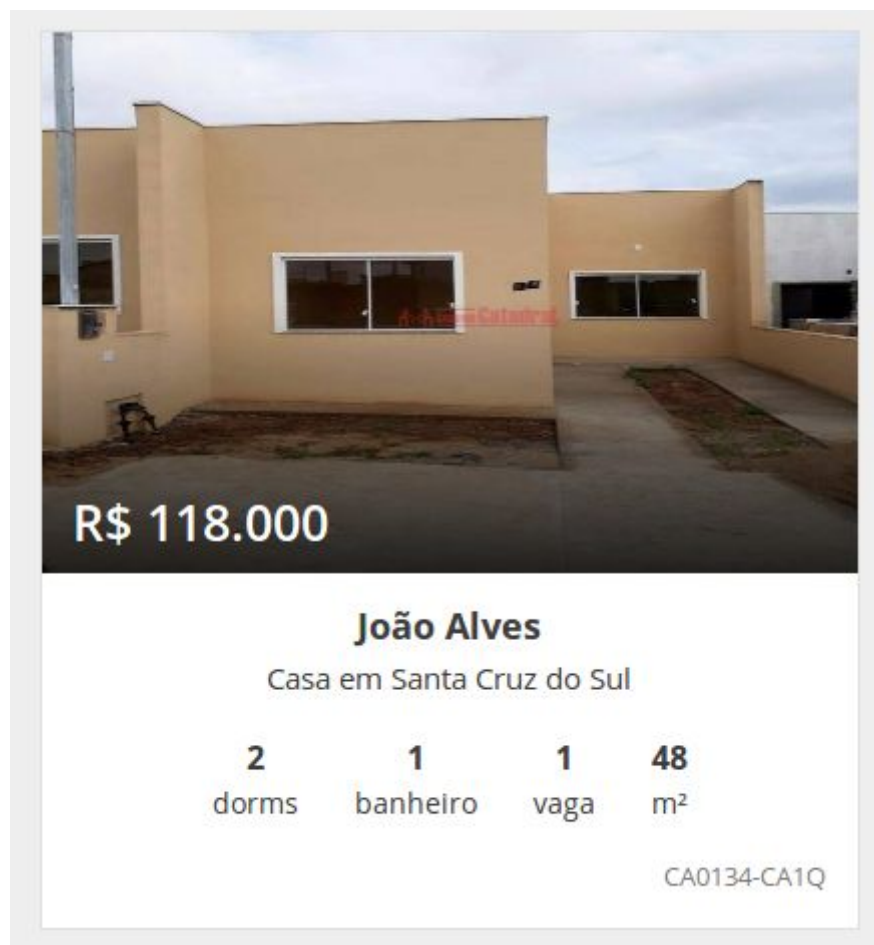 R$ 118.000
João Alves
Casa em Santa Cruz do Sul
2 1 1 48
dorms banheiro vaga m²
CA0134-CA1Q